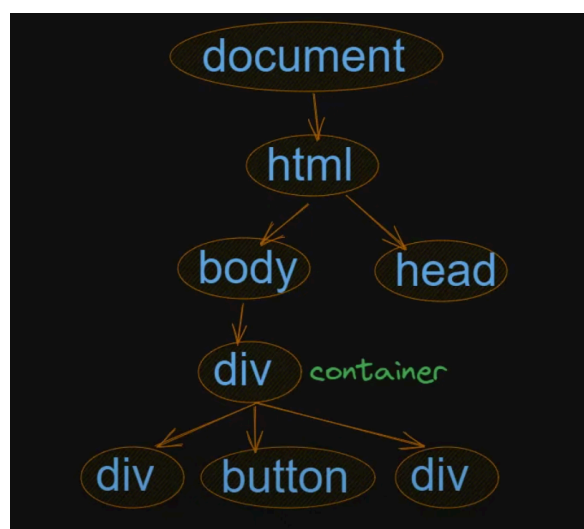 document
html
body head
div container
div button div